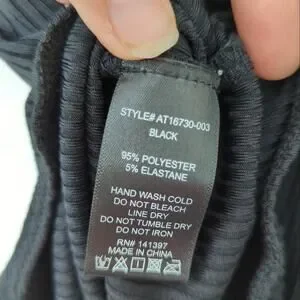 STYLE# AT16730-003
BLACK
95% POLYESTER
5% ELASTANE
HAND WASH COLD
DO NOT BLEACH
LINE DRY
DO NOT TUMBLE DRY
DO NOT IRON
RN# 141397
MADE IN CHINA